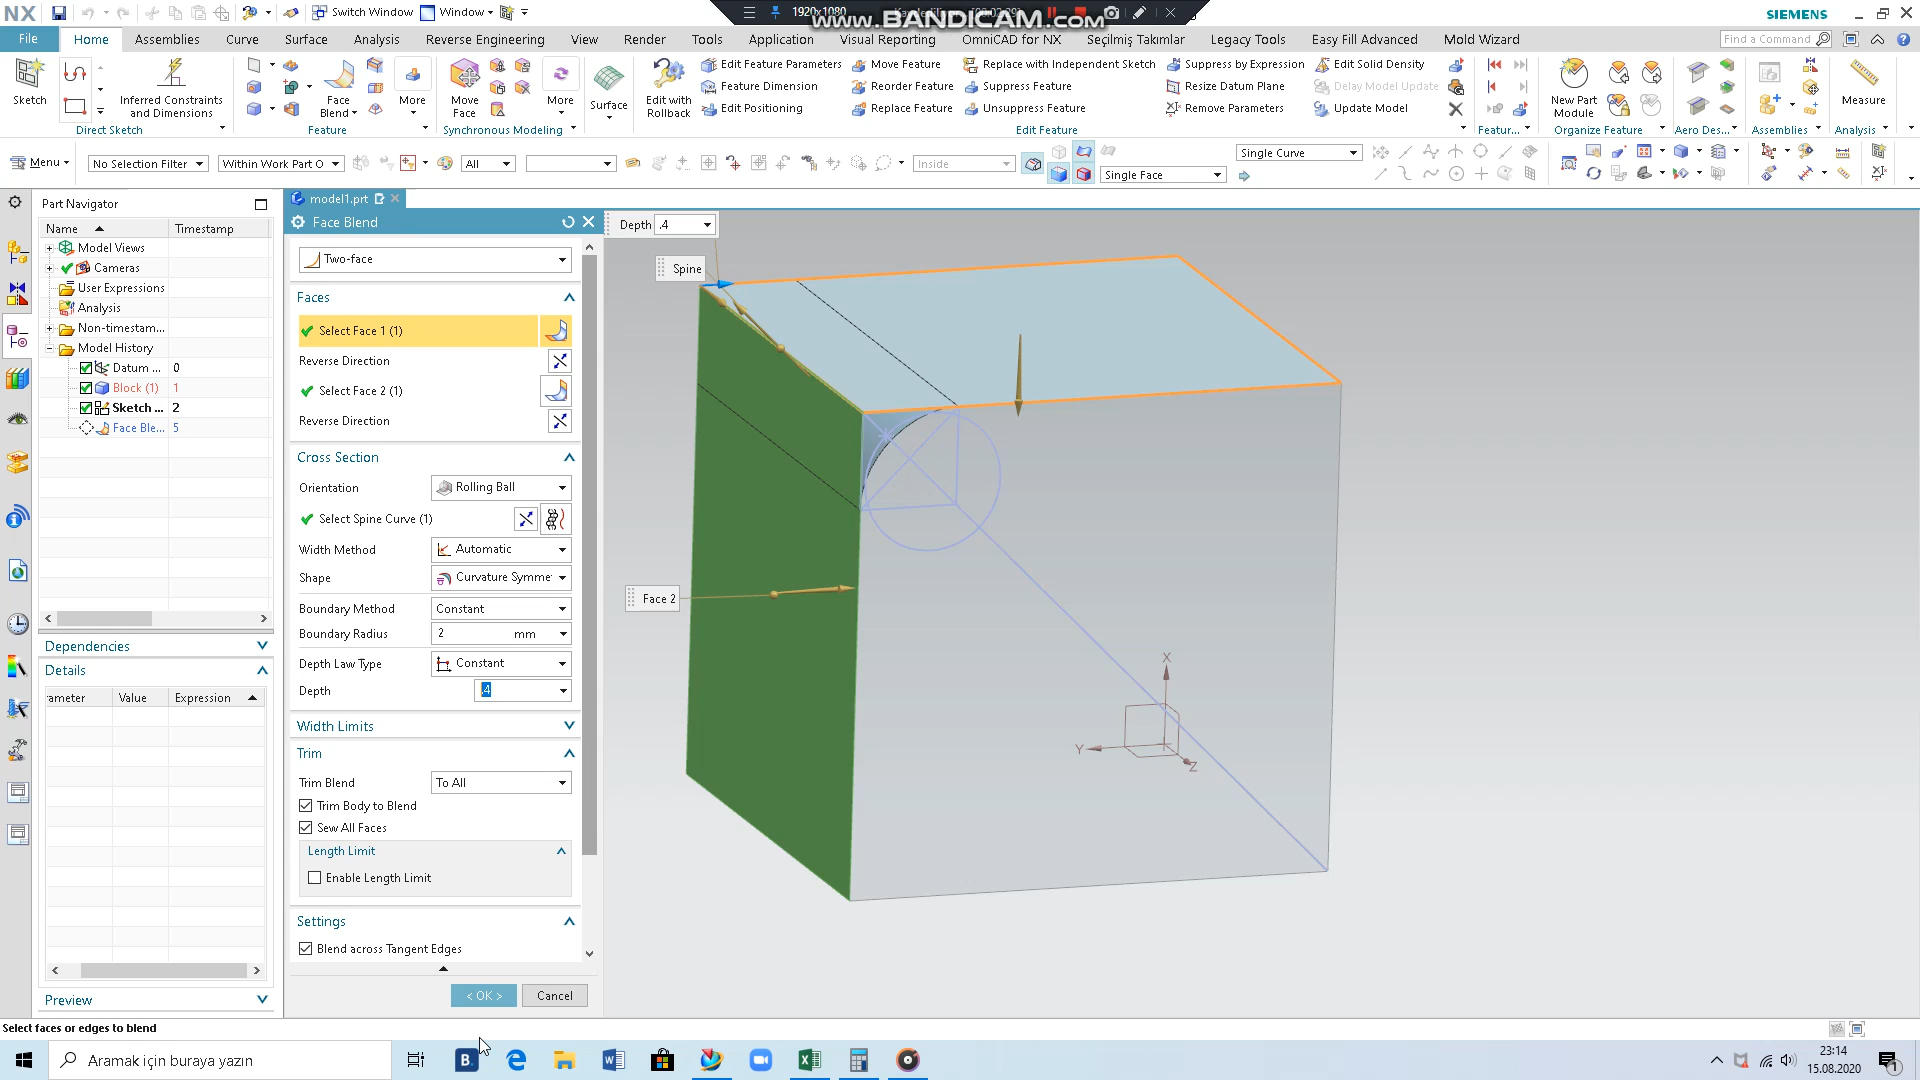 NX
Switch Window
Window
1920x1080
www.BANDICAM.com
SIEMENS
File
Home
Assemblies
Curve
Surface
Analysis
Reverse Engineering
View
Render
Tools
Application
Visual Reporting
OmniCAD for NX
Seçilmiş Takımlar
Legacy Tools
Easy Fill Advanced
Mold Wizard
Find a Command
Sketch
Inferred Constraints
and Dimensions
Direct Sketch
Face
Blend
More
Feature
Move
Face
More
Synchronous Modeling
Surface
Edit with
Rollback
Edit Feature Parameters
Feature Dimension
Edit Positioning
Move Feature
Reorder Feature
Replace Feature
Replace with Independent Sketch
Suppress Feature
Unsuppress Feature
Suppress by Expression
Resize Datum Plane
Remove Parameters
Edit Solid Density
Delay Model Update
Update Model
Edit Feature
Featur...
New Part
Module
Organize Feature
Aero Des...
Assemblies
Measure
Analysis
Menu
No Selection Filter
Within Work Part O
All
Inside
Single Face
Single Curve
Part Navigator
Name
Timestamp
Model Views
Cameras
User Expressions
Analysis
Non-timestam...
Model History
Datum ... 0
Block (1) 1
Sketch ... 2
Face Ble... 5
Dependencies
Details
ameter
Value
Expression
Preview
model1.prt
Face Blend
Two-face
Faces
Select Face 1 (1)
Reverse Direction
Select Face 2 (1)
Reverse Direction
Cross Section
Orientation
Rolling Ball
Select Spine Curve (1)
Width Method
Automatic
Shape
Curvature Symme
Boundary Method
Constant
Boundary Radius
2 mm
Depth Law Type
Constant
Depth
.4
Width Limits
Trim
Trim Blend
To All
Trim Body to Blend
Sew All Faces
Length Limit
Enable Length Limit
Settings
Blend across Tangent Edges
< OK >
Cancel
Depth .4
Spine
Face 2
X
Y
Z
Select faces or edges to blend
Aramak için buraya yazın
23:14
15.08.2020